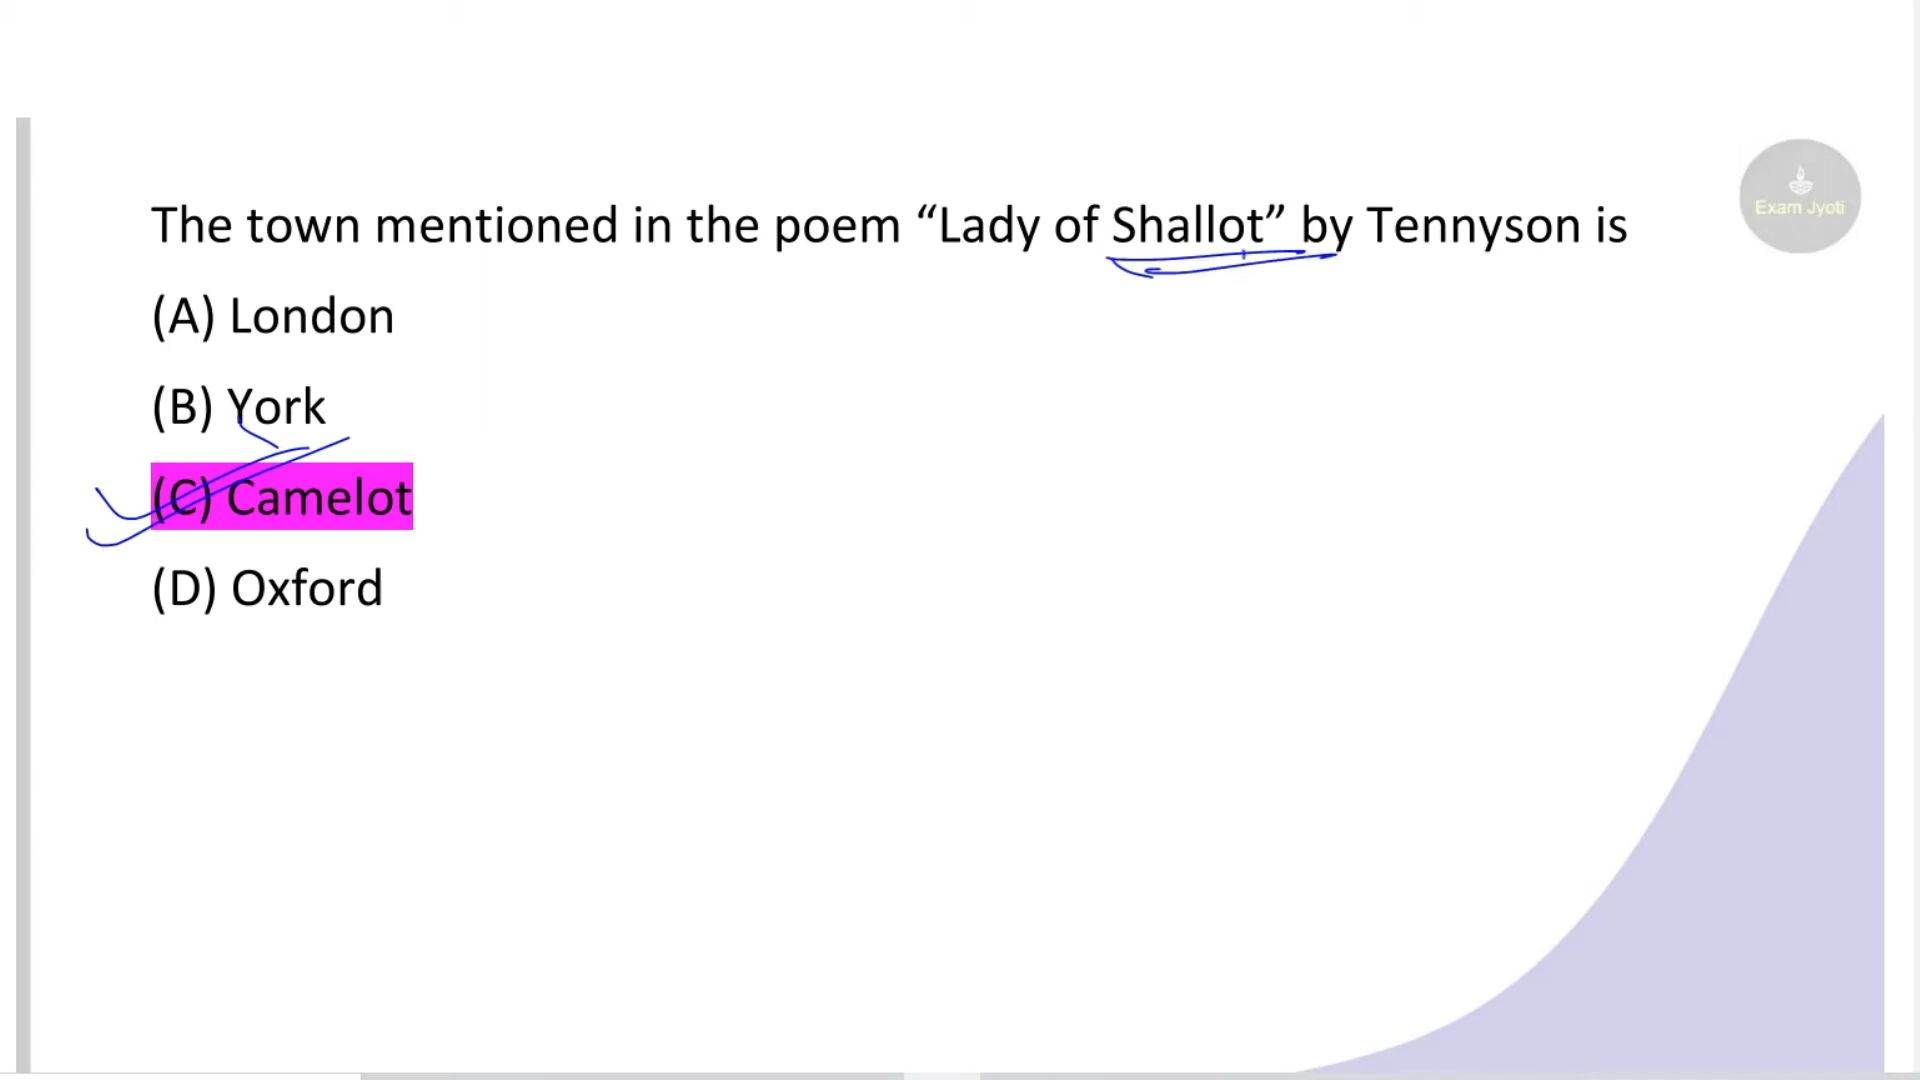 The town mentioned in the poem “Lady of Shallot” by Tennyson is
(A) London
(B) York
(C) Camelot
(D) Oxford
Exam Jyoti